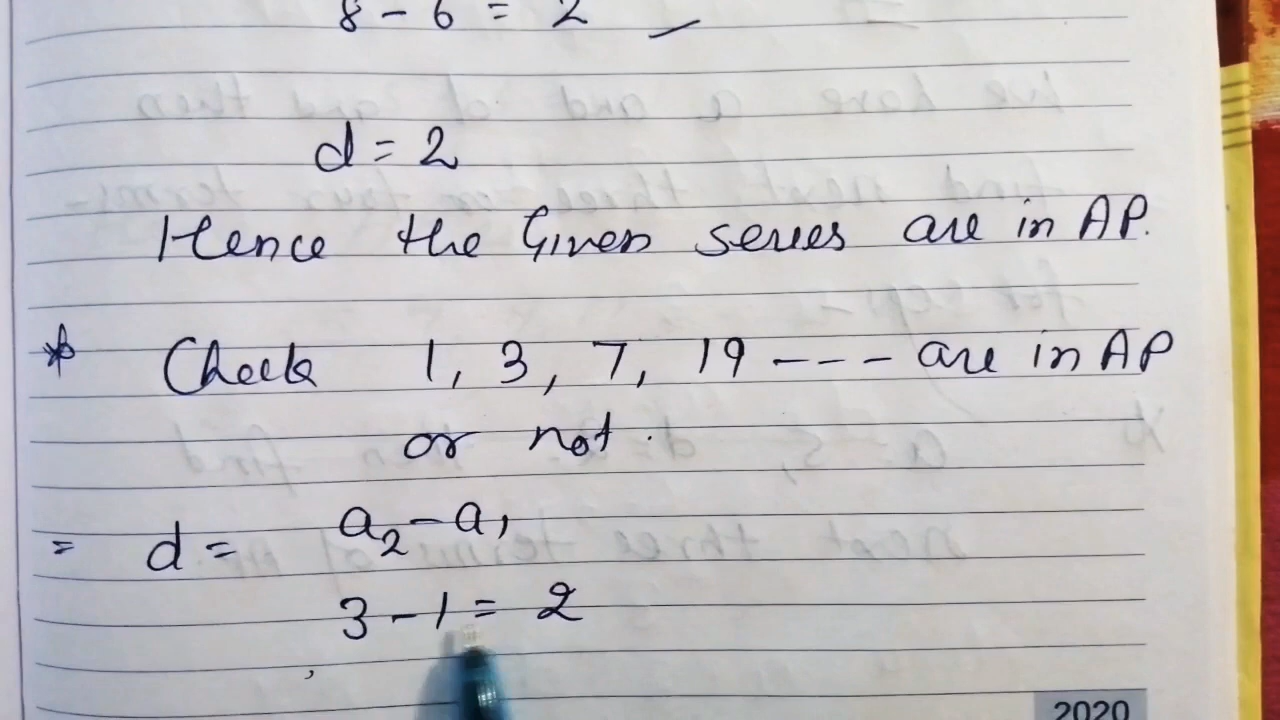 8 - 6 = 2
d = 2
Hence the Given series are in AP.
* Check 1, 3, 7, 19 --- are in AP
or not.
= d = a₂ - a₁
3 - 1 = 2
2020